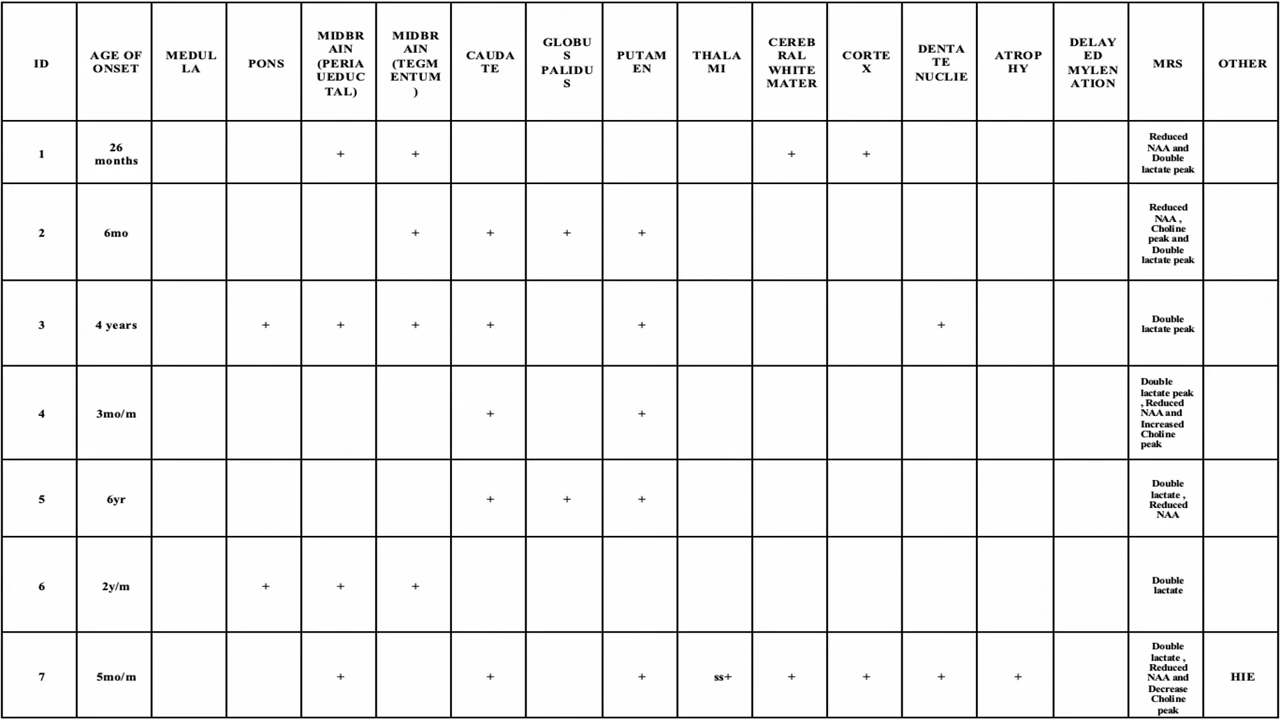 ID
AGE OF
ONSET
MEDUL
LA
PONS
MIDBR
AIN
(PERIA
UEDUC
TAL)
MIDBR
AIN
(TEGM
ENTUM
)
CAUDA
TE
GLOBU
S
PALIDU
S
PUTAM
EN
THALA
MI
CEREB
RAL
WHITE
MATER
CORTE
X
DENTA
TE
NUCLIE
ATROP
HY
DELAY
ED
MYLEN
ATION
MRS
OTHER
1
26
months
+
+
+
+
Reduced
NAA and
Double
lactate peak
2
6mo
+
+
+
+
Reduced
NAA ,
Choline
peak and
Double
lactate peak
3
4 years
+
+
+
+
+
+
Double
lactate peak
4
3mo/m
+
+
Double
lactate peak
, Reduced
NAA and
Increased
Choline
peak
5
6yr
+
+
+
Double
lactate ,
Reduced
NAA
6
2y/m
+
+
+
Double
lactate
7
5mo/m
+
+
+
ss+
+
+
+
+
Double
lactate ,
Reduced
NAA and
Decrease
Choline
peak
HIE